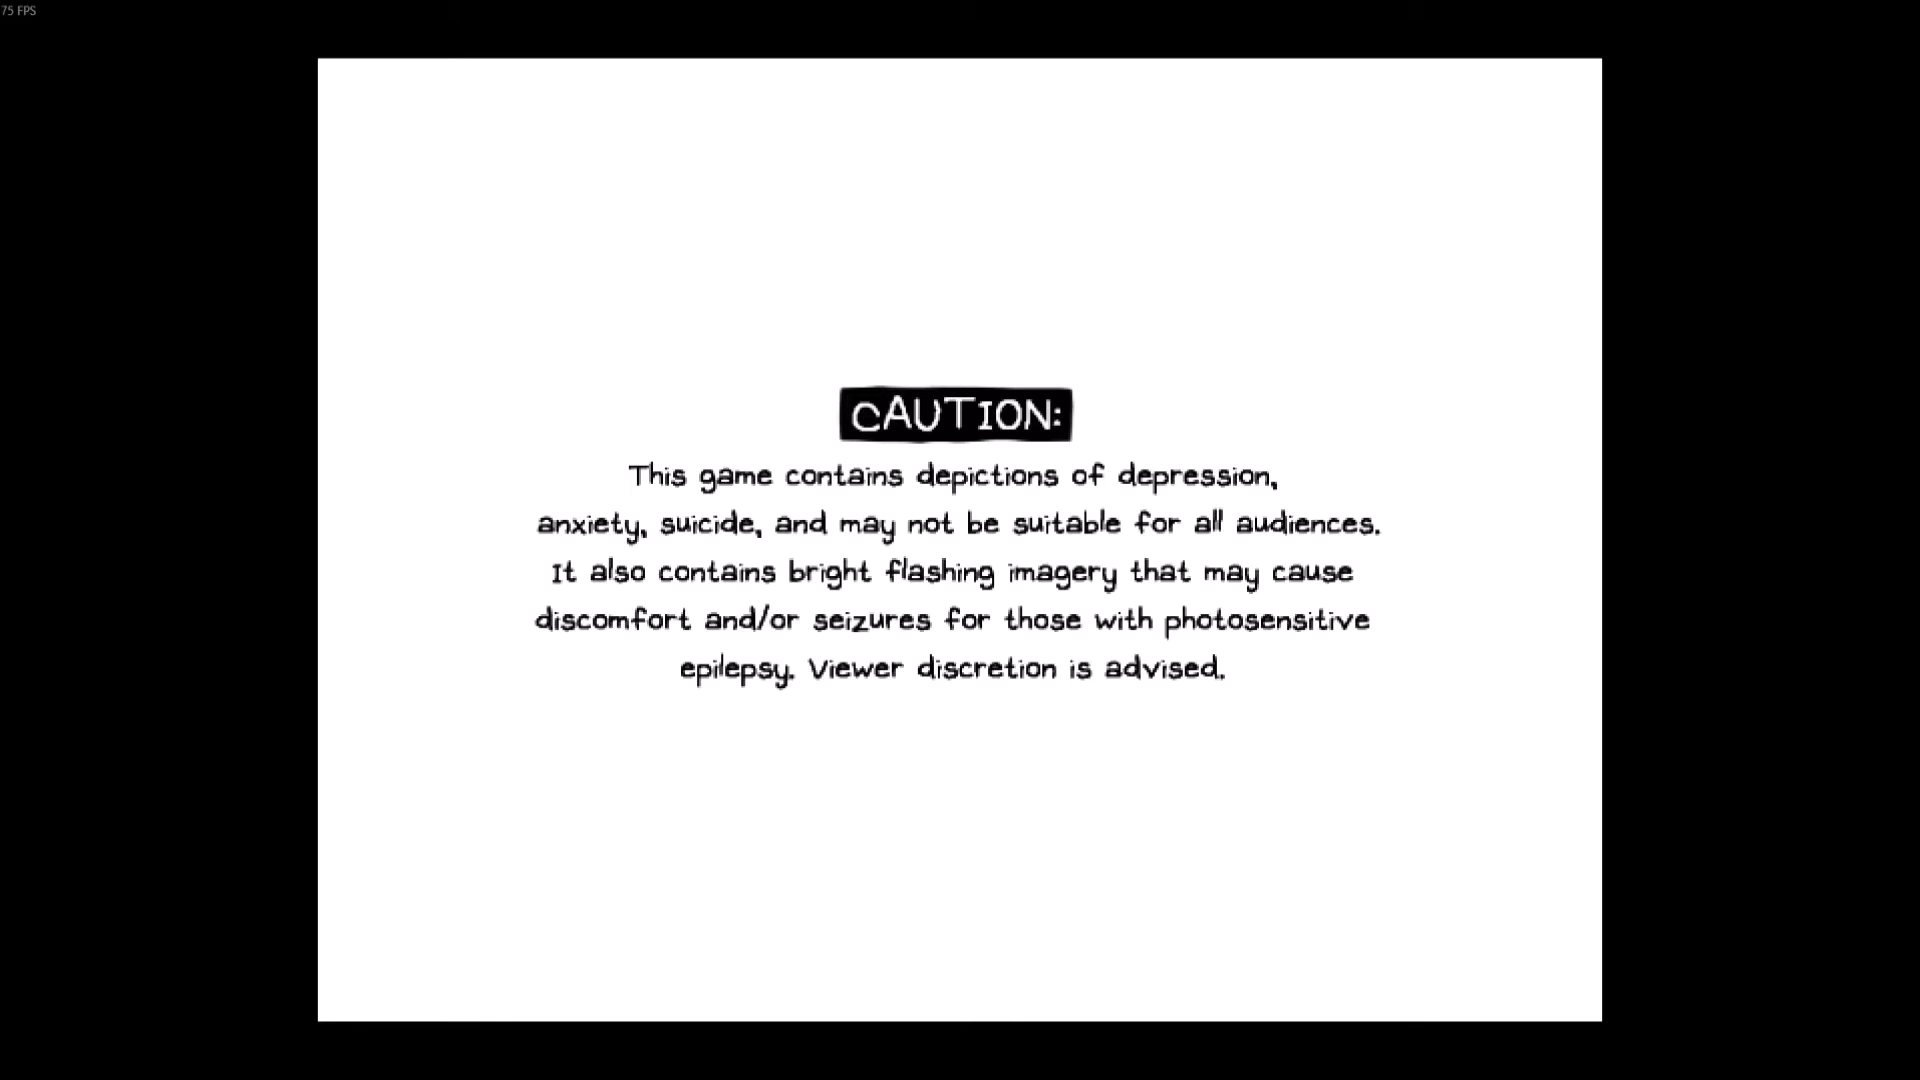 75 FPS
CAUTION:
This game contains depictions of depression,
anxiety, suicide, and may not be suitable for all audiences.
It also contains bright flashing imagery that may cause
discomfort and/or seizures for those with photosensitive
epilepsy. Viewer discretion is advised.